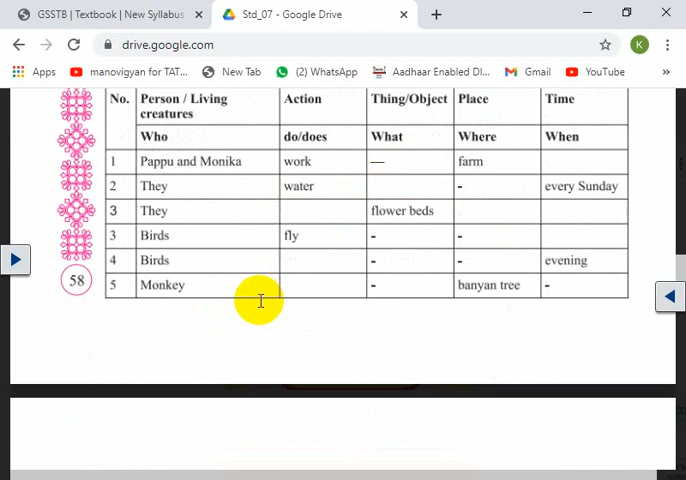 GSSTB | Textbook | New Syllabus
Std_07 - Google Drive
drive.google.com
K
Apps manovigyan for TAT... New Tab (2) WhatsApp Aadhaar Enabled DI... Gmail YouTube »
No. Person / Living creatures Action Thing/Object Place Time
Who do/does What Where When
1 Pappu and Monika work — farm
2 They water - every Sunday
3 They flower beds
3 Birds fly - -
4 Birds - - evening
5 Monkey - banyan tree -
58